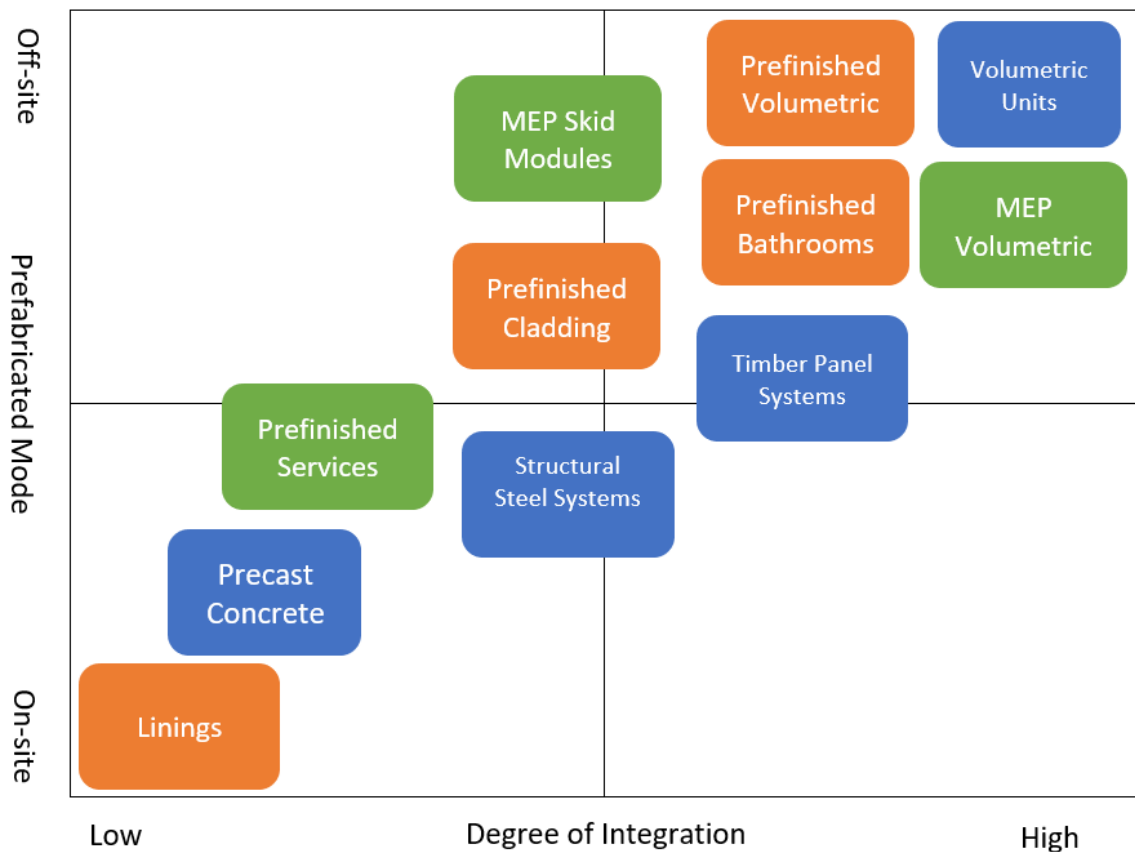 Off-site
Prefabricated Mode
On-site
Prefinished
Volumetric
Volumetric
Units
MEP Skid
Modules
Prefinished
Bathrooms
MEP
Volumetric
Prefinished
Cladding
Timber Panel
Systems
Prefinished
Services
Structural
Steel Systems
Precast
Concrete
Linings
Low
Degree of Integration
High